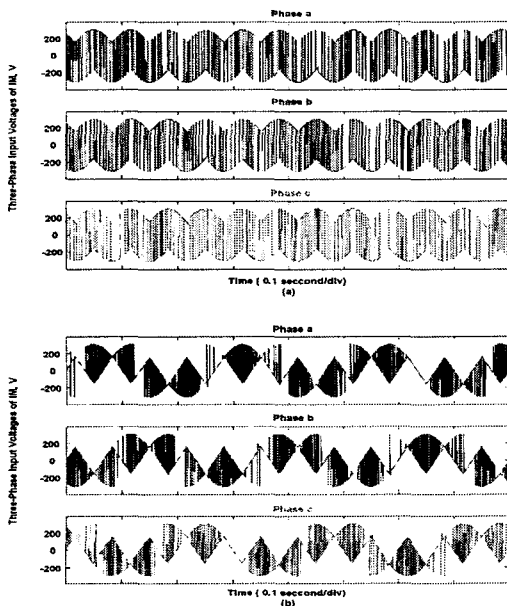 Phase a
200
0
-200
Three-Phase Input Voltages of IM, V
Phase b
200
0
-200
Phase c
200
0
-200
Time ( 0.1 seccond/div)
(a)
Phase a
200
0
-200
Three-Phase Input Voltages of IM, V
Phase b
200
0
-200
Phase c
200
0
-200
Time ( 0.1 seccond/div)
(b)